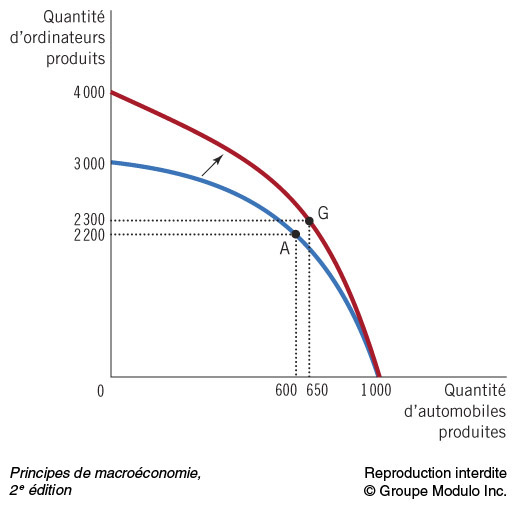 Quantité
d’ordinateurs
produits
4 000
3 000
G
2 300
2 200
A
0
600
650
1 000
Quantité
d’automobiles
produites
Principes de macroéconomie,
2e édition
Reproduction interdite
© Groupe Modulo Inc.